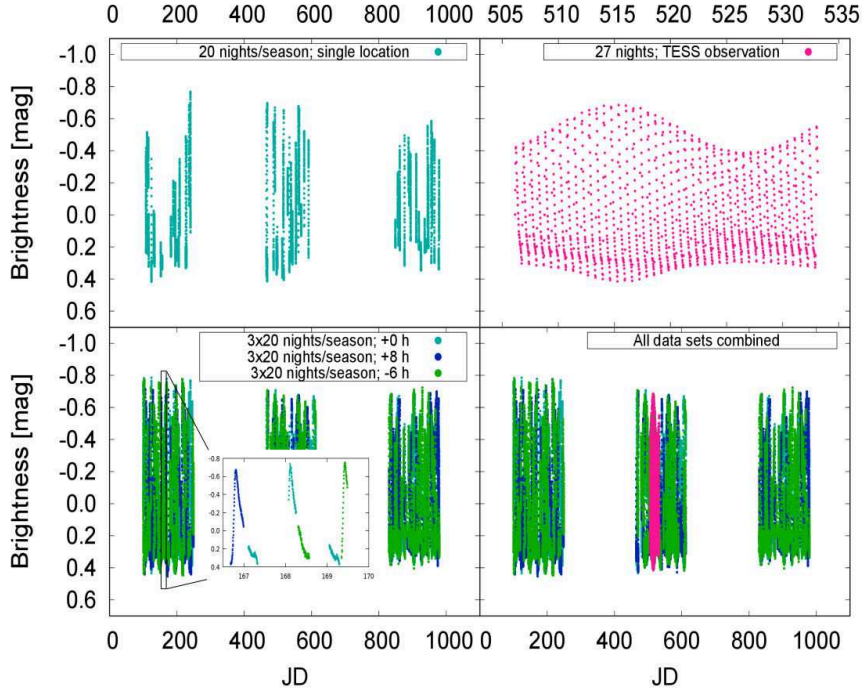 0 200 400 600 800 1000
505 510 515 520 525 530 535
20 nights/season; single location
27 nights; TESS observation
Brightness [mag]
-1.0
-0.8
-0.6
-0.4
-0.2
0.0
0.2
0.4
0.6
3x20 nights/season; +0 h
3x20 nights/season; +8 h
3x20 nights/season; -6 h
All data sets combined
Brightness [mag]
-1.0
-0.8
-0.6
-0.4
-0.2
0.0
0.2
0.4
0.6
-0.8
-0.6
-0.4
-0.2
0.0
0.2
0.4
167 168 169 170
0 200 400 600 800 1000
0 200 400 600 800 1000
JD
JD